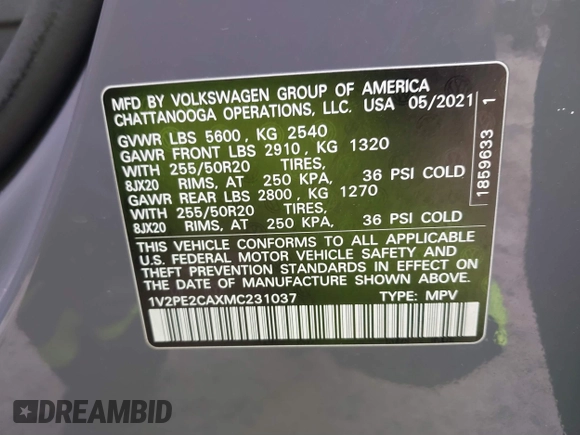 MFD BY VOLKSWAGEN GROUP OF AMERICA
CHATTANOOGA OPERATIONS, LLC. USA 05/2021
GVWR LBS 5600, KG 2540
GAWR FRONT LBS 2910, KG 1320
WITH 255/50R20 TIRES,
8JX20 RIMS, AT 250 KPA, 36 PSI COLD
GAWR REAR LBS 2800, KG 1270
WITH 255/50R20 TIRES,
8JX20 RIMS, AT 250 KPA, 36 PSI COLD
THIS VEHICLE CONFORMS TO ALL APPLICABLE
U.S. FEDERAL MOTOR VEHICLE SAFETY AND
THEFT PREVENTION STANDARDS IN EFFECT ON
THE DATE OF MANUFACTURE SHOWN ABOVE.
1V2PE2CAXMC231037 TYPE: MPV
1869633 1
DREAMBID